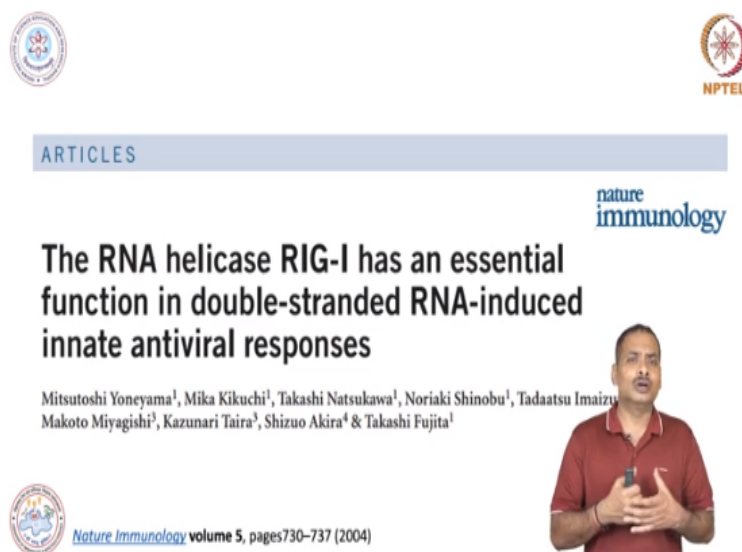 NPTEL
ARTICLES
nature
immunology
The RNA helicase RIG-I has an essential
function in double-stranded RNA-induced
innate antiviral responses
Mitsutoshi Yoneyama¹, Mika Kikuchi¹, Takashi Natsukawa¹, Noriaki Shinobu¹, Tadaatsu Imaizu
Makoto Miyagishi³, Kazunari Taira³, Shizuo Akira⁴ & Takashi Fujita¹
Nature Immunology volume 5, pages730–737 (2004)